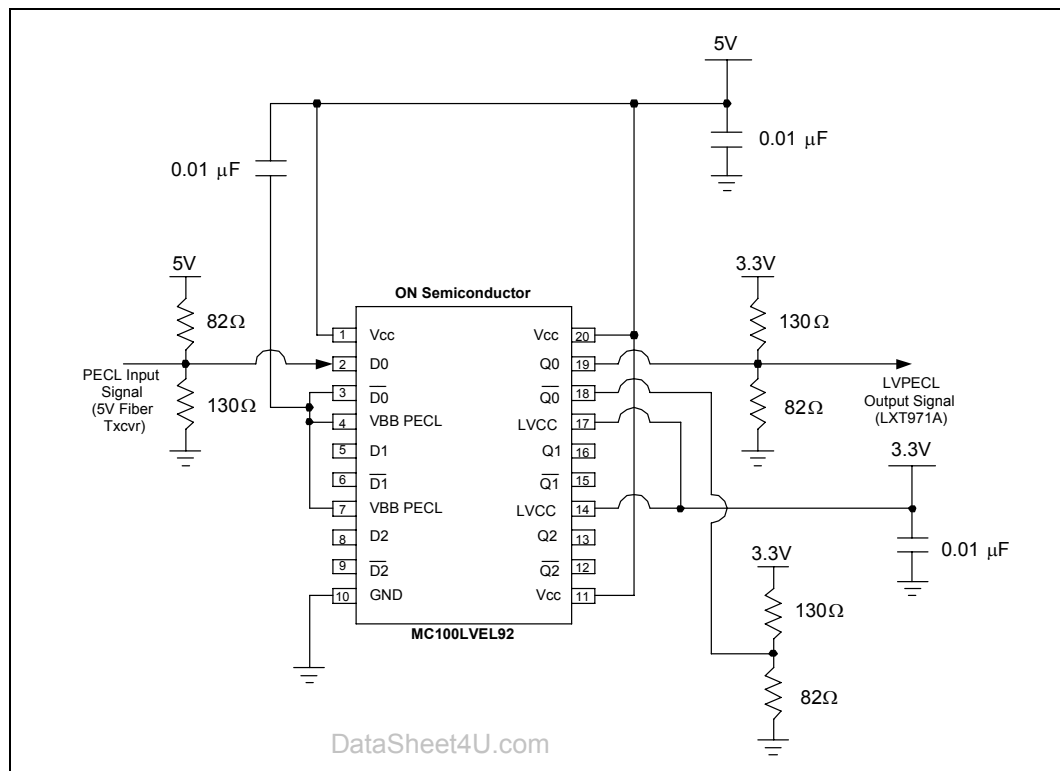 5V
0.01 μF
0.01 μF
5V
3.3V
ON Semiconductor
82Ω
130Ω
1 Vcc
Vcc 20
2 D0
Q0 19
PECL Input
Signal
(5V Fiber
Txcvr)
LVPECL
Output Signal
(LXT971A)
3 D0
Q0 18
130Ω
82Ω
4 VBB PECL
LVCC 17
5 D1
Q1 16
3.3V
6 D1
Q1 15
7 VBB PECL
LVCC 14
8 D2
Q2 13
0.01 μF
3.3V
9 D2
Q2 12
10 GND
Vcc 11
130Ω
MC100LVEL92
82Ω
DataSheet4U.com